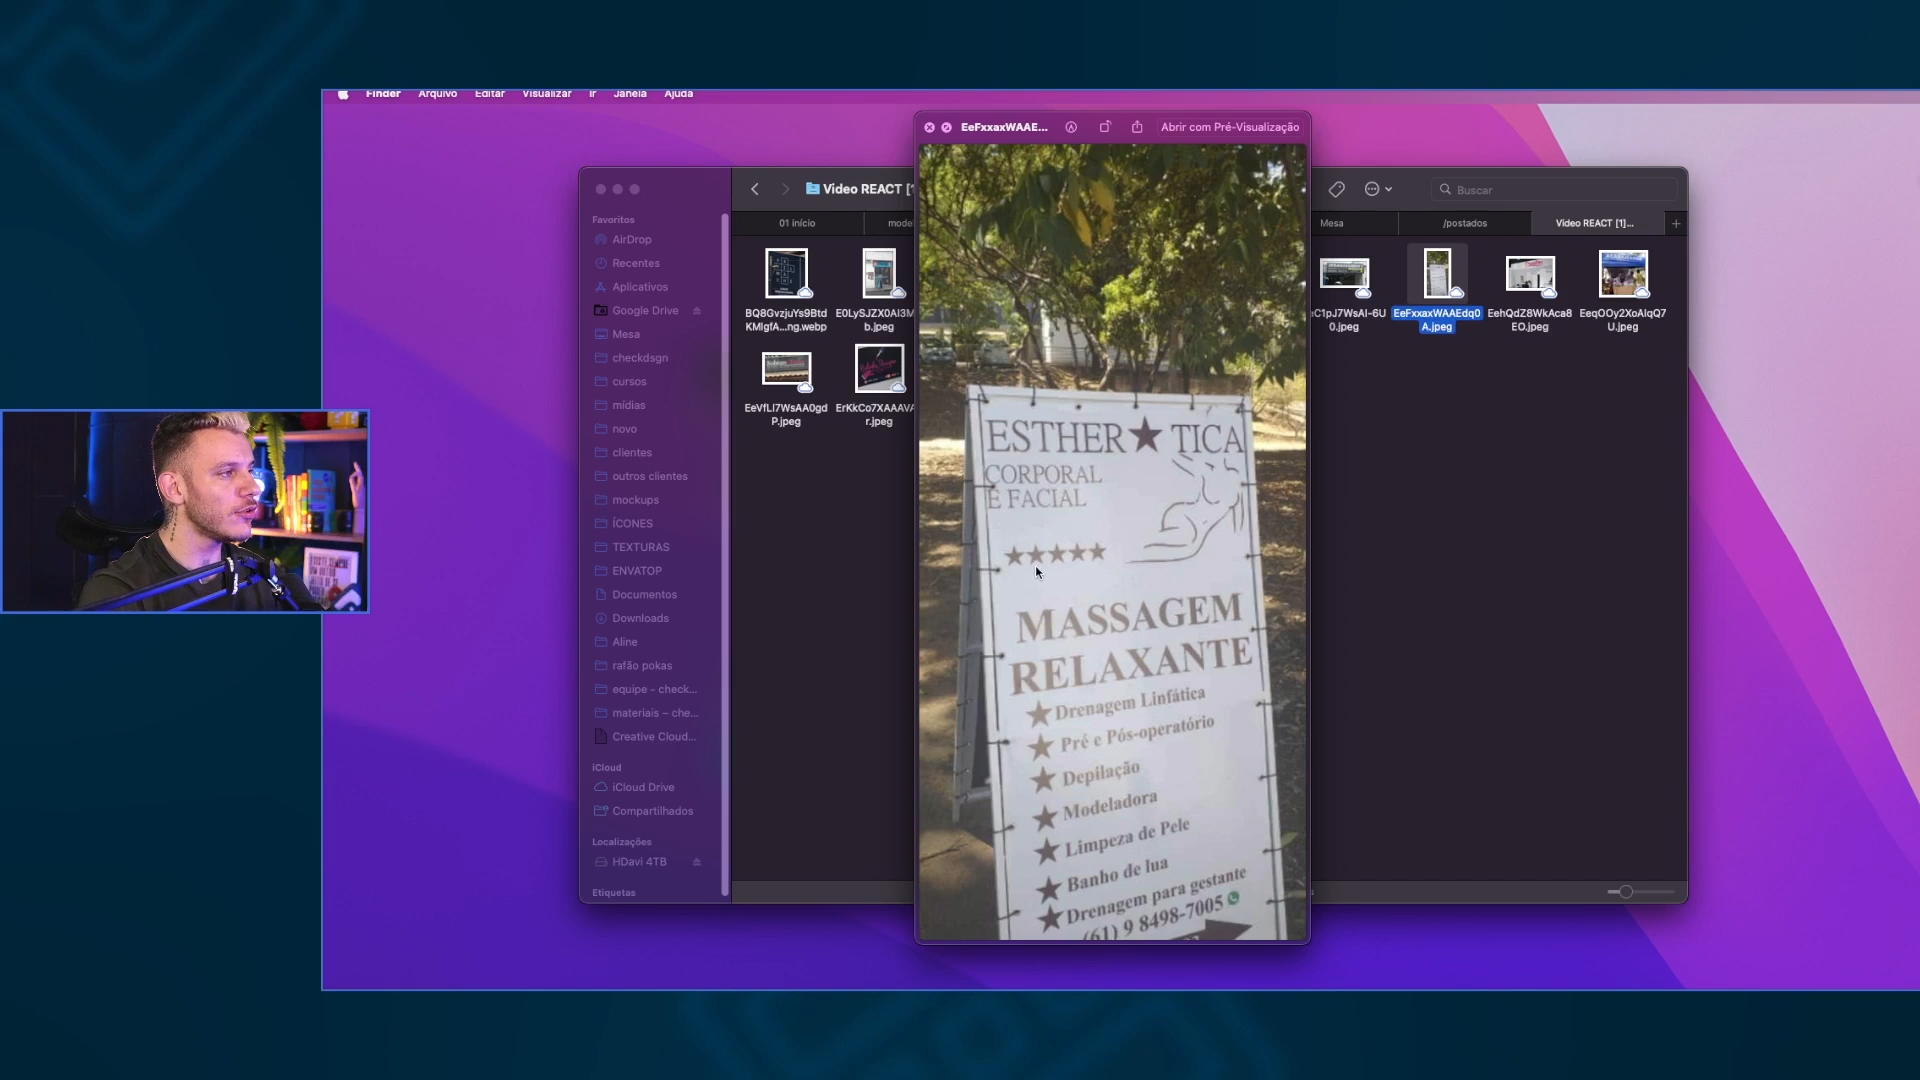 Finder Arquivo Editar Visualizar Ir Janela Ajuda
EeFxxaxWAAE... Abrir com Pré-Visualização
Video REACT [1
Buscar
01 início
mode
Mesa
/postados
Video REACT [1]...
Favoritos
AirDrop
Recentes
Aplicativos
Google Drive
Mesa
checkdsgn
cursos
mídias
novo
clientes
outros clientes
mockups
ÍCONES
TEXTURAS
ENVATOP
Documentos
Downloads
Aline
rafão pokas
equipe - check...
materiais – che...
Creative Cloud...
iCloud
iCloud Drive
Compartilhados
Localizações
HDavi 4TB
Etiquetas
BQ8GvzjuYs9Btd
KMIgfA...ng.webp
E0LySJZX0AI3M
b.jpeg
EeVfLI7WsAA0gd
P.jpeg
ErKkCo7XAAAVA
r.jpeg
ESTHER★TICA
CORPORAL
E FACIAL
★★★★★
MASSAGEM
RELAXANTE
★ Drenagem Linfática
★ Pré e Pós-operatório
★ Depilação
★ Modeladora
★ Limpeza de Pele
★ Banho de lua
★ Drenagem para gestante
(61) 9 8498-7005
C1pJ7WsAI-6U
0.jpeg
EeFxxaxWAAEdq0
A.jpeg
EehQdZ8WkAca8
EO.jpeg
EeqOOy2XoAIqQ7
U.jpeg